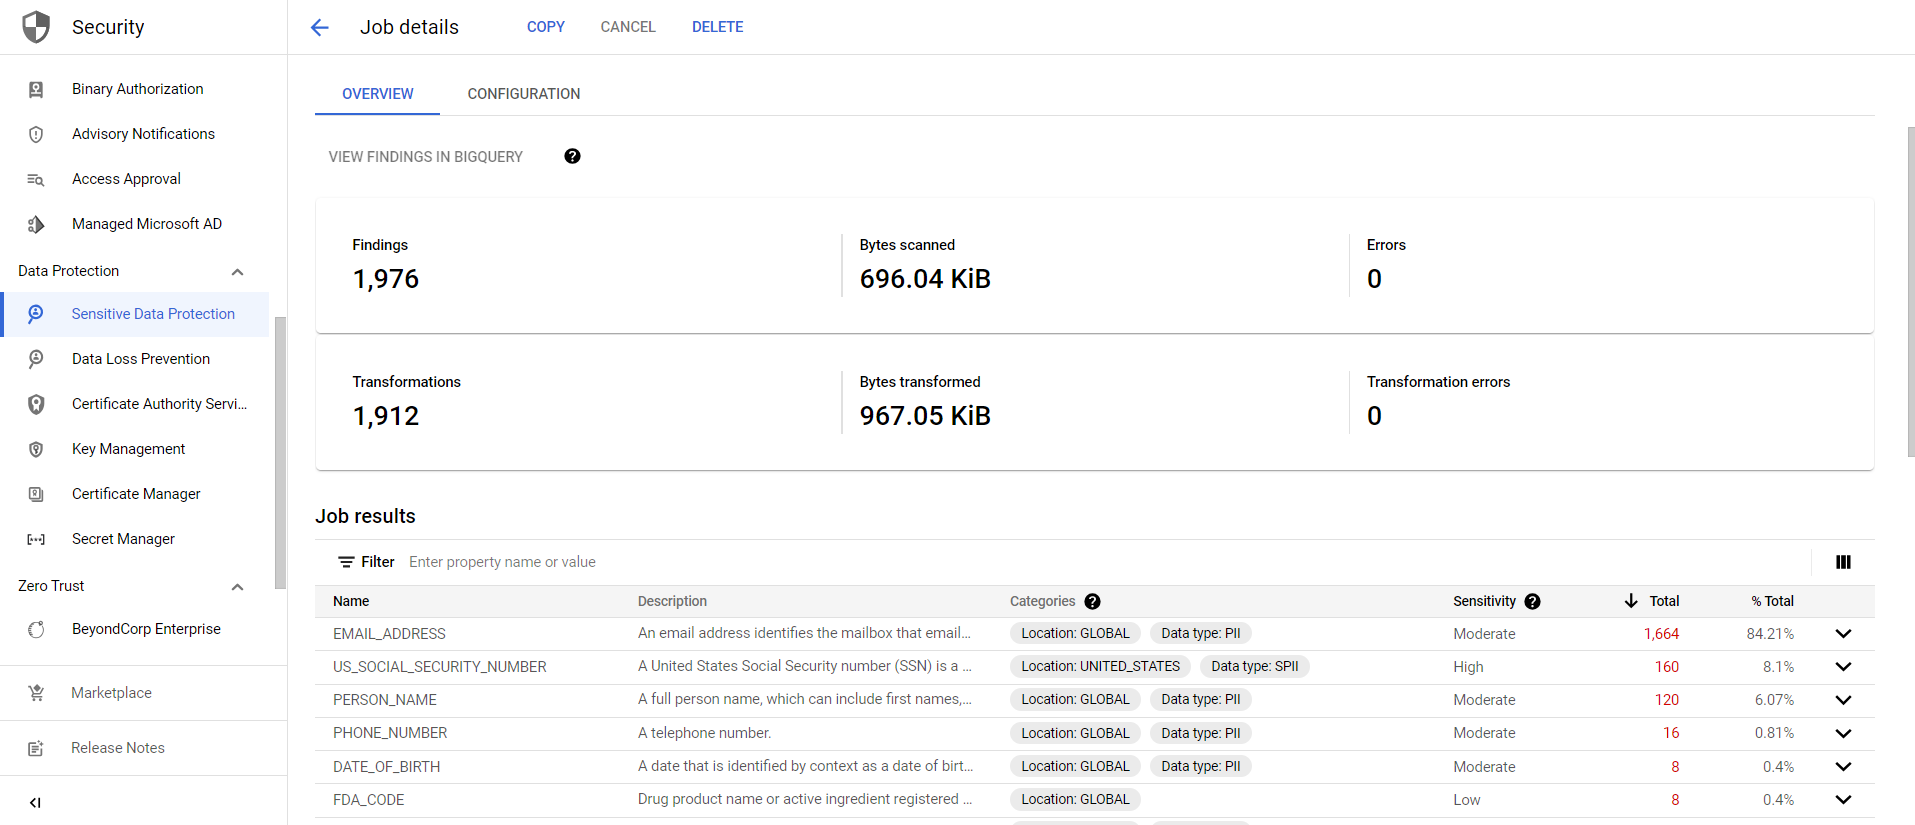 Security
Job details COPY CANCEL DELETE
Binary Authorization
Advisory Notifications
Access Approval
Managed Microsoft AD
Data Protection
Sensitive Data Protection
Data Loss Prevention
Certificate Authority Servi...
Key Management
Certificate Manager
Secret Manager
Zero Trust
BeyondCorp Enterprise
Marketplace
Release Notes
OVERVIEW CONFIGURATION
VIEW FINDINGS IN BIGQUERY
Findings Bytes scanned Errors
1,976 696.04 KiB 0
Transformations Bytes transformed Transformation errors
1,912 967.05 KiB 0
Job results
Filter Enter property name or value
Name Description Categories Sensitivity Total % Total
EMAIL_ADDRESS An email address identifies the mailbox that email... Location: GLOBAL Data type: PII Moderate 1,664 84.21%
US_SOCIAL_SECURITY_NUMBER A United States Social Security number (SSN) is a ... Location: UNITED_STATES Data type: SPII High 160 8.1%
PERSON_NAME A full person name, which can include first names,... Location: GLOBAL Data type: PII Moderate 120 6.07%
PHONE_NUMBER A telephone number. Location: GLOBAL Data type: PII Moderate 16 0.81%
DATE_OF_BIRTH A date that is identified by context as a date of birt... Location: GLOBAL Data type: PII Moderate 8 0.4%
FDA_CODE Drug product name or active ingredient registered ... Location: GLOBAL Low 8 0.4%